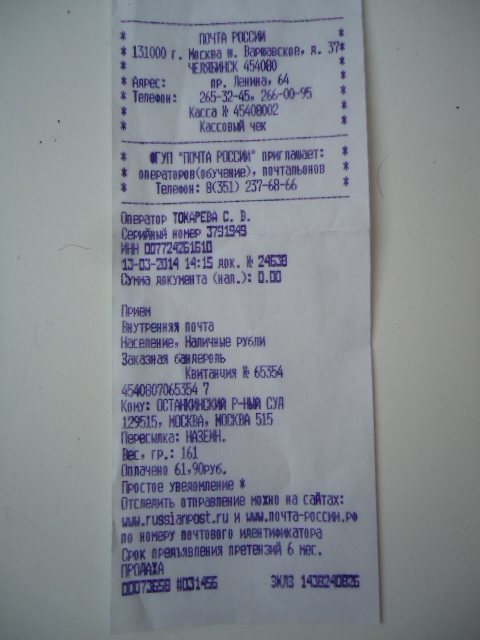 * ПОЧТА РОССИИ *
* 131000 г. Москва ш. Варшавское, д. 37*
* ЧЕЛЯБИНСК 454080 *
* Адрес: пр. Ленина, 64 *
* Телефон: 265-32-45, 266-00-95 *
* Касса № 45408002 *
* Кассовый чек *
* ФГУП "ПОЧТА РОССИИ" приглашает: *
* операторов(обучение), почтальонов *
* Телефон: 8(351) 237-68-66 *
Оператор ТОКАРЕВА С. В.
Серийный номер 3791949
ИНН 007724261610
13-03-2014 14:15 док. № 24638
Сумма документа (нал.): 0.00
Прием
Внутренняя почта
Население, Наличные рубли
Заказная бандероль
Квитанция № 65354
4540807065354 7
Кому: ОСТАНКИНСКИЙ Р-НЫЙ СУД
129515, МОСКВА, МОСКВА 515
Пересылка: НАЗЕМН.
Вес, гр.: 161
Оплачено 61,90руб.
Простое уведомление *
Отследить отправление можно на сайтах:
www.russianpost.ru и www.почта-россии.рф
по номеру почтового идентификатора
Срок предъявления претензий 6 мес.
ПРОДАЖА
00073658 #031456 ЭКЛЗ 1438240826